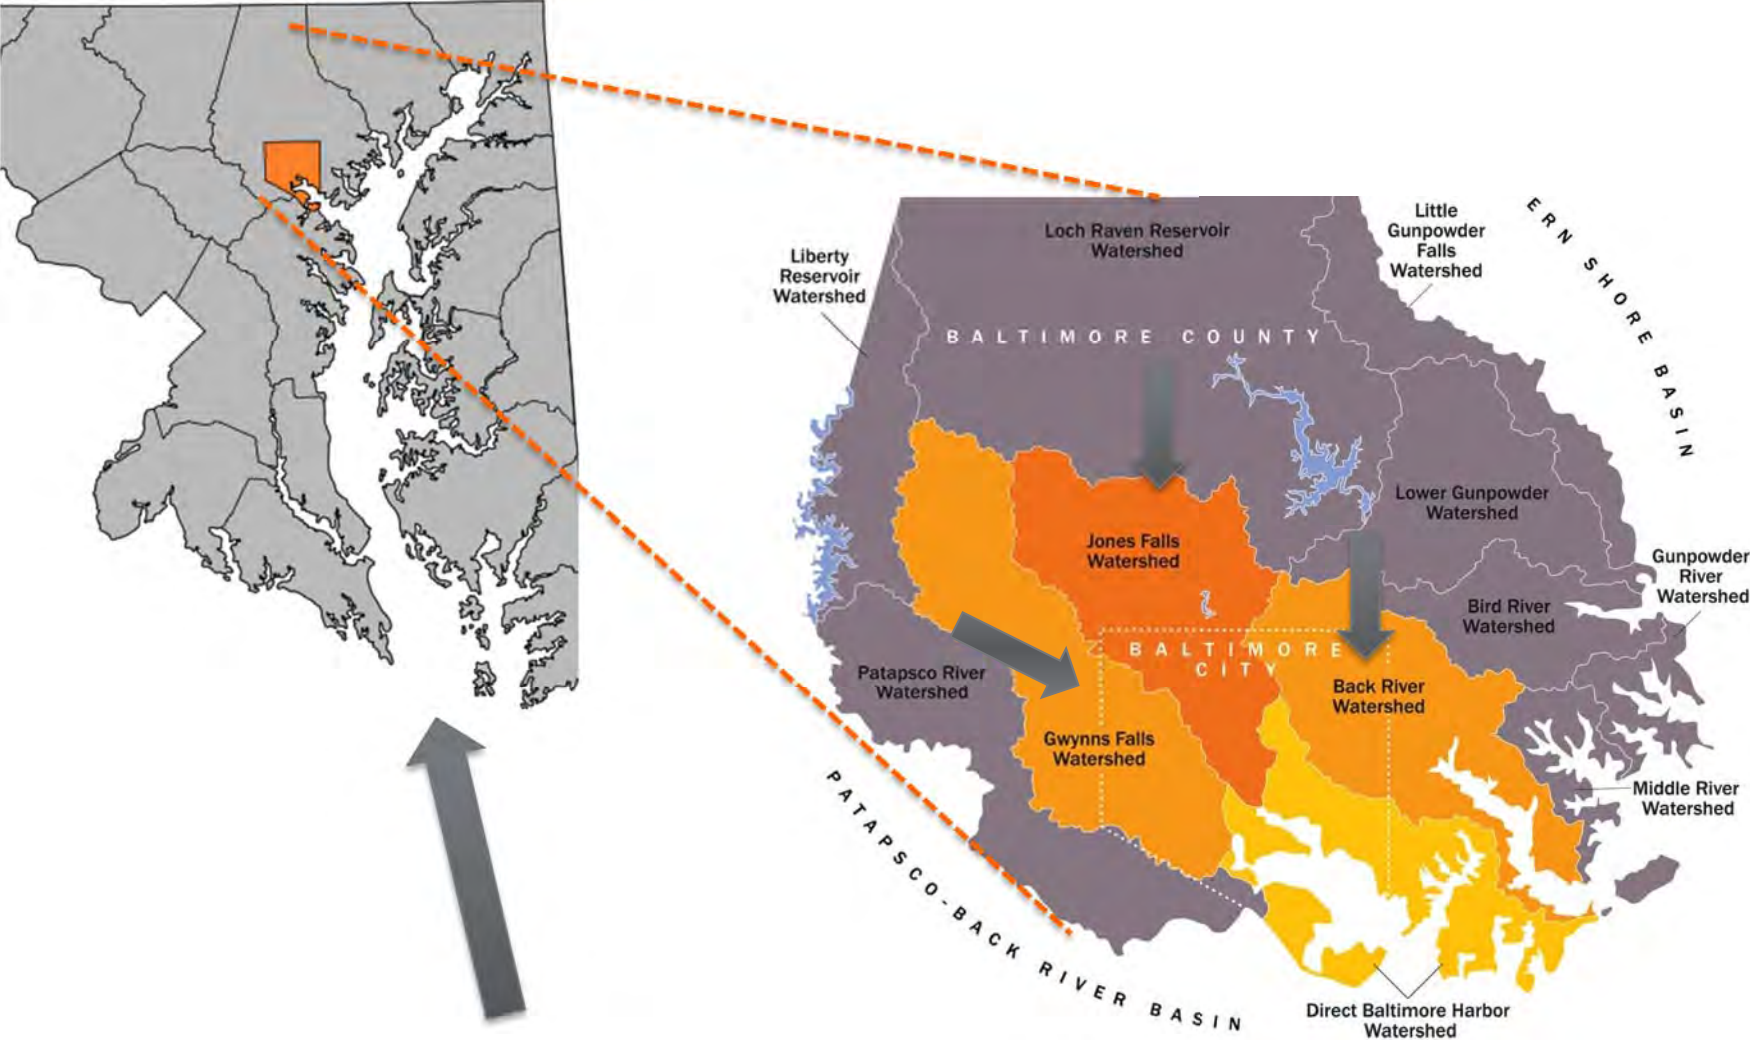 Loch Raven Reservoir
Watershed
Little
Gunpowder
Falls
Watershed
ERN SHORE BASIN
Liberty
Reservoir
Watershed
BALTIMORE COUNTY
Lower Gunpowder
Watershed
Jones Falls
Watershed
Gunpowder
River
Watershed
Bird River
Watershed
BALTIMORE
CITY
Patapsco River
Watershed
Back River
Watershed
Gwynns Falls
Watershed
Middle River
Watershed
PATAPSCO-BACK RIVER BASIN
Direct Baltimore Harbor
Watershed